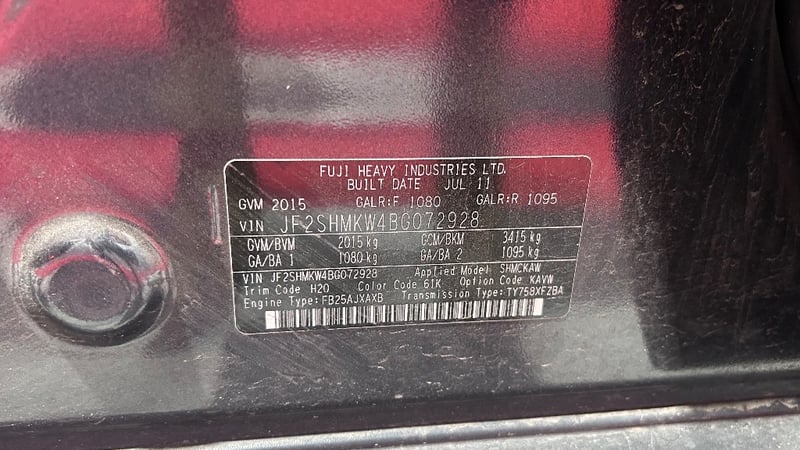 FUJI HEAVY INDUSTRIES LTD.
BUILT DATE JUL 11
GVM 2015 GALR:F 1080 GALR:R 1095
VIN JF2SHMKW4BG072928
GVM/BVM 2015 kg GCM/BKM 3415 kg
GA/BA 1 1080 kg GA/BA 2 1095 kg
VIN JF2SHMKW4BG072928 Applied Model SHMCKAW
Trim Code H20 Color Code 61K Option Code KAVW
Engine Type:FB25AJXAXB Transmission Type:TY758XFZBA